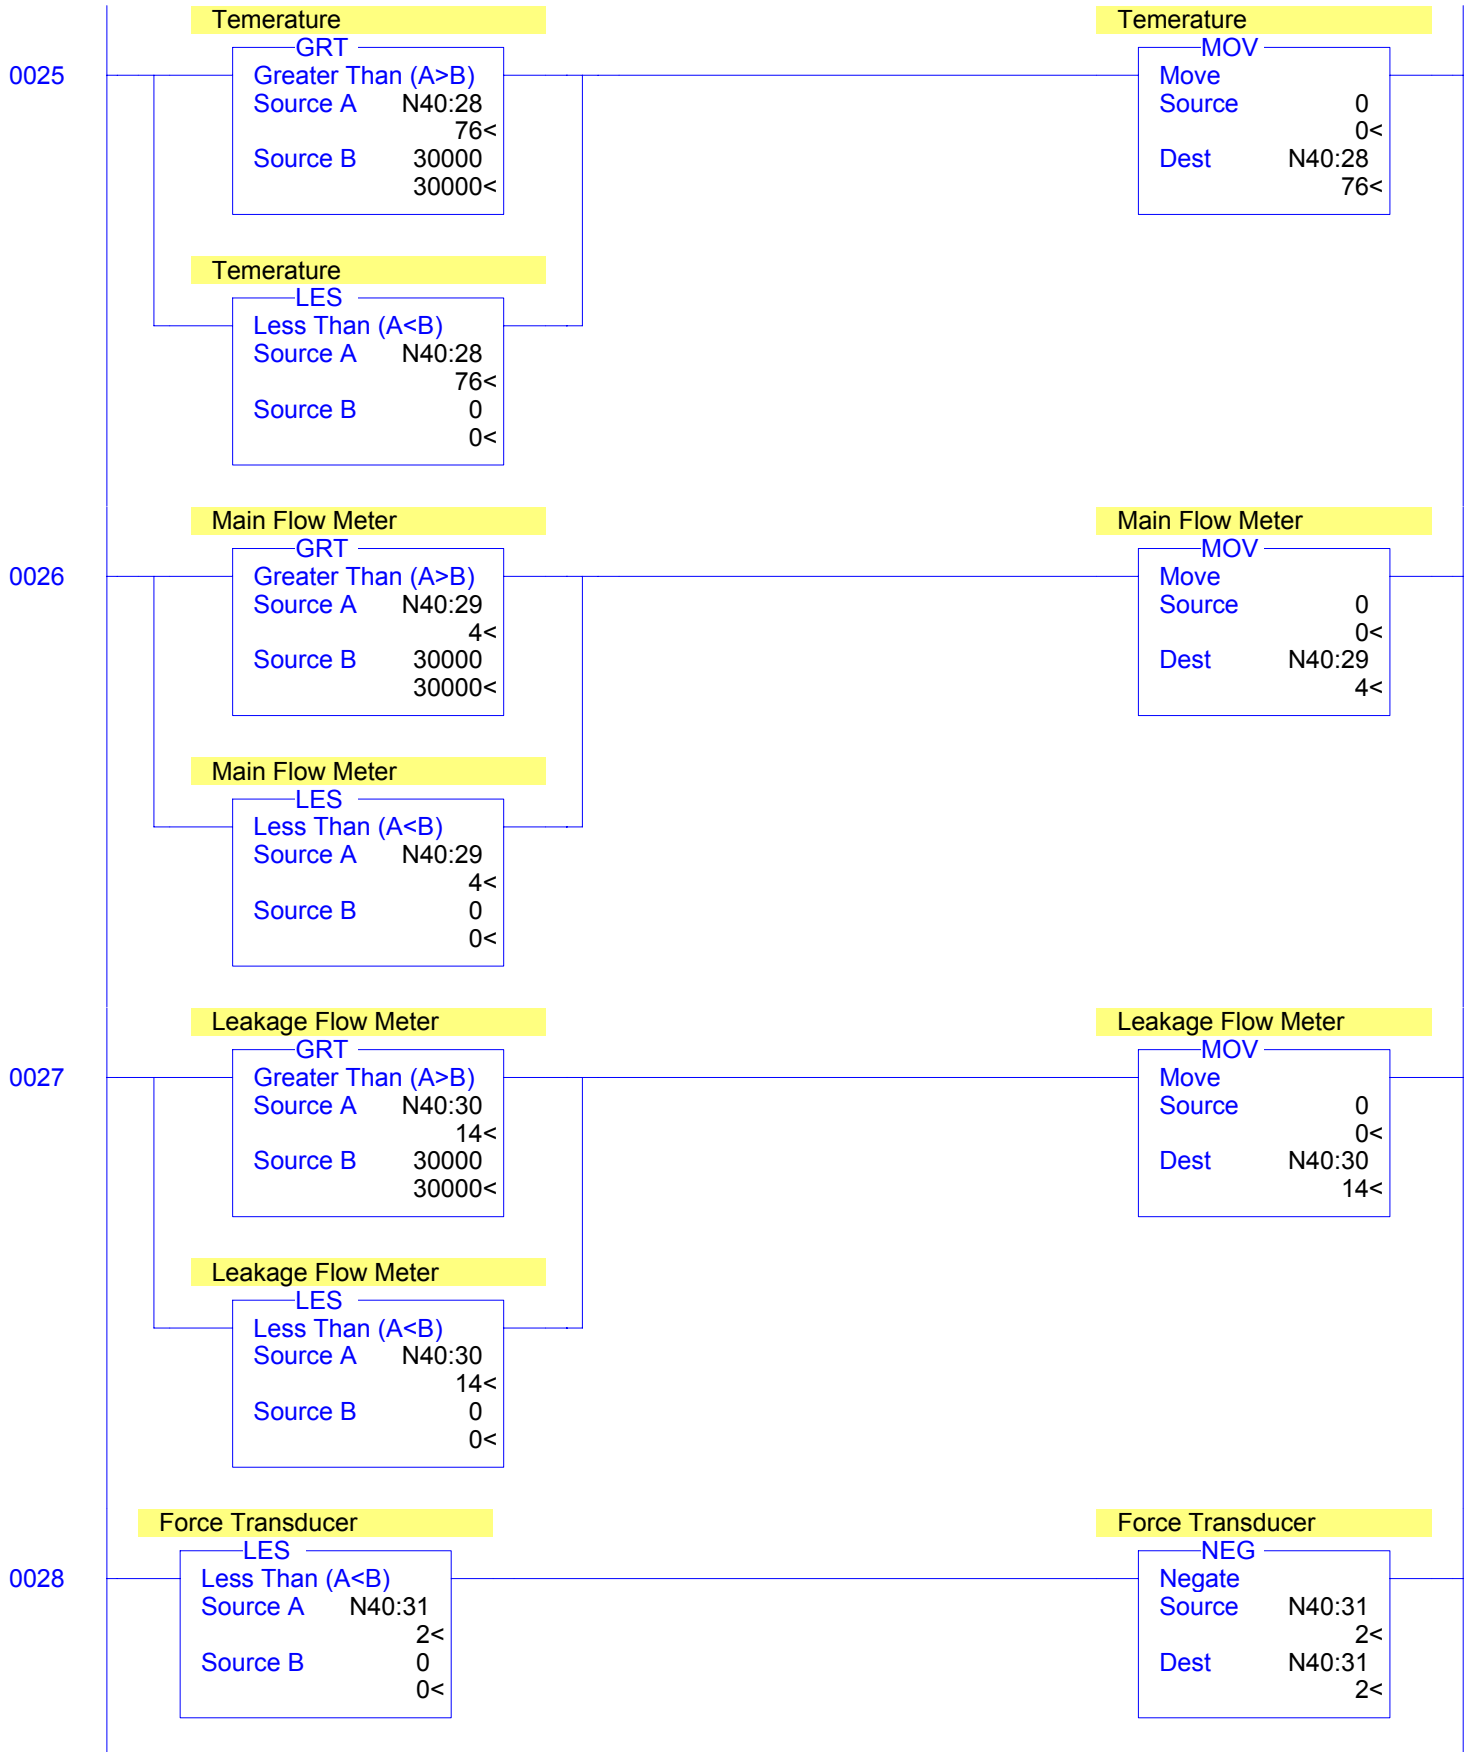 Temerature
Temerature
GRT
MOV
0025
Greater Than (A>B)
Move
Source A N40:28
Source 0
76<
0<
Source B 30000
Dest N40:28
30000<
76<
Temerature
LES
Less Than (A<B)
Source A N40:28
76<
Source B 0
0<
Main Flow Meter
Main Flow Meter
GRT
MOV
0026
Greater Than (A>B)
Move
Source A N40:29
Source 0
4<
0<
Source B 30000
Dest N40:29
30000<
4<
Main Flow Meter
LES
Less Than (A<B)
Source A N40:29
4<
Source B 0
0<
Leakage Flow Meter
Leakage Flow Meter
GRT
MOV
0027
Greater Than (A>B)
Move
Source A N40:30
Source 0
14<
0<
Source B 30000
Dest N40:30
30000<
14<
Leakage Flow Meter
LES
Less Than (A<B)
Source A N40:30
14<
Source B 0
0<
Force Transducer
Force Transducer
LES
NEG
0028
Less Than (A<B)
Negate
Source A N40:31
Source N40:31
2<
2<
Source B 0
Dest N40:31
0<
2<